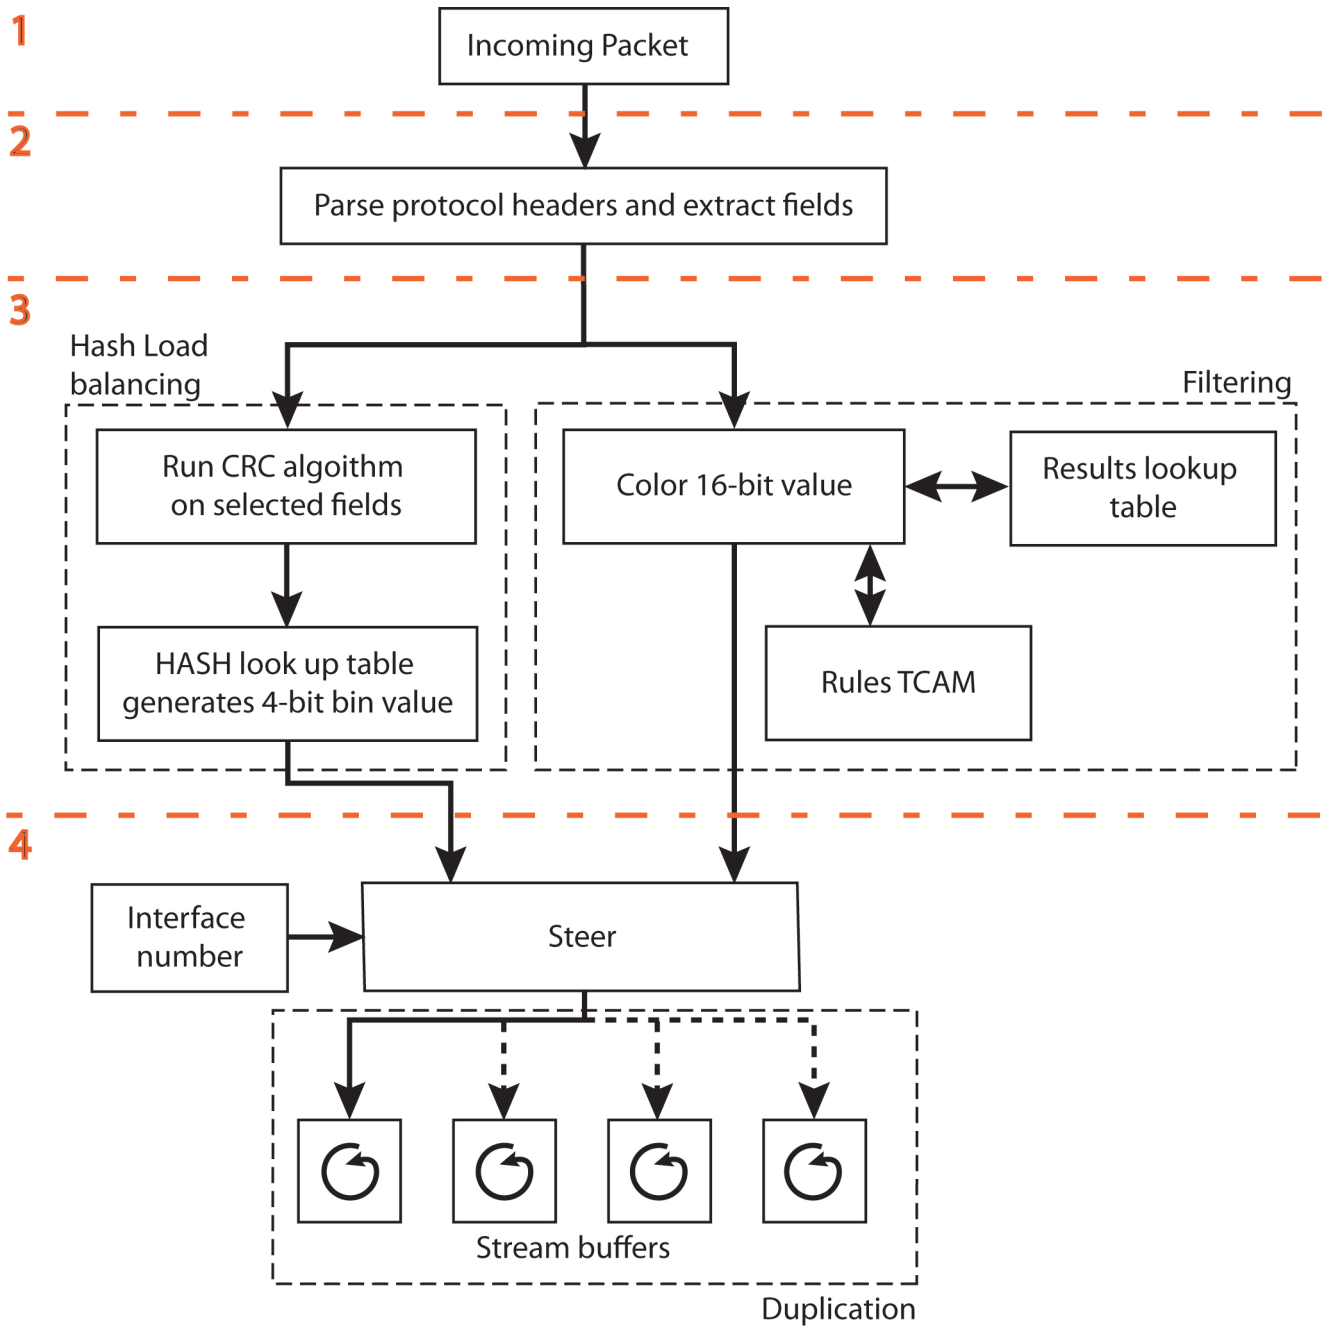 1
Incoming Packet
2
Parse protocol headers and extract fields
3
Hash Load
balancing
Filtering
Run CRC algoithm
on selected fields
Color 16-bit value
Results lookup
table
HASH look up table
generates 4-bit bin value
Rules TCAM
4
Interface
number
Steer
Stream buffers
Duplication